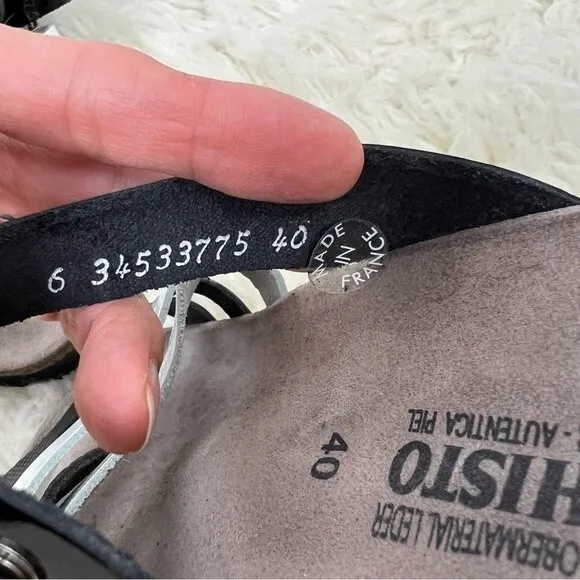 6 34533775 40
MADE
IN
FRANCE
40
- AUTENTICA PIEL
HISTO
OBERMATERIAL LEDER